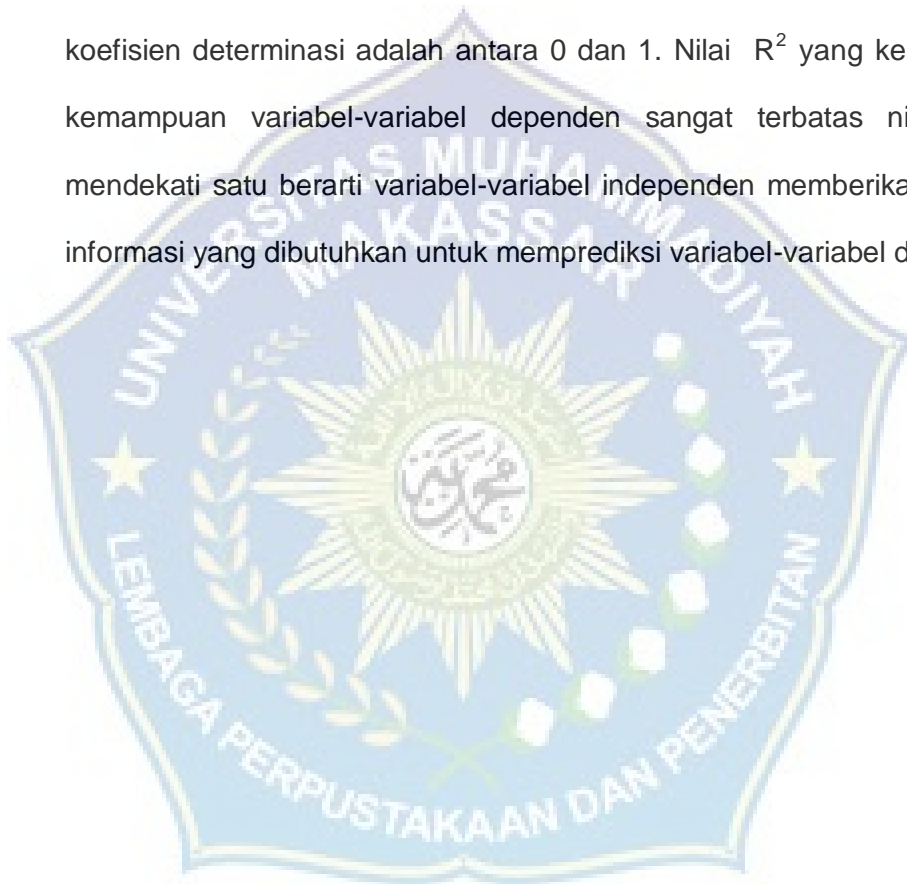 koefisien determinasi adalah antara 0 dan 1. Nilai R² yang ke
kemampuan variabel-variabel dependen sangat terbatas ni
mendekati satu berarti variabel-variabel independen memberika
informasi yang dibutuhkan untuk memprediksi variabel-variabel d
UNIVERSITAS MUHAMMADIYAH
MAKASSAR
LEMBAGA PERPUSTAKAAN DAN PENERBITAN